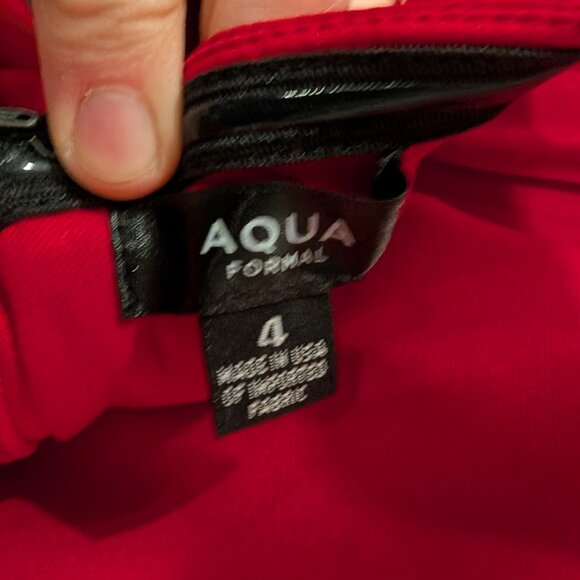 AQUA
FORMAL
4
MADE IN USA
OF IMPORTED
FABRIC